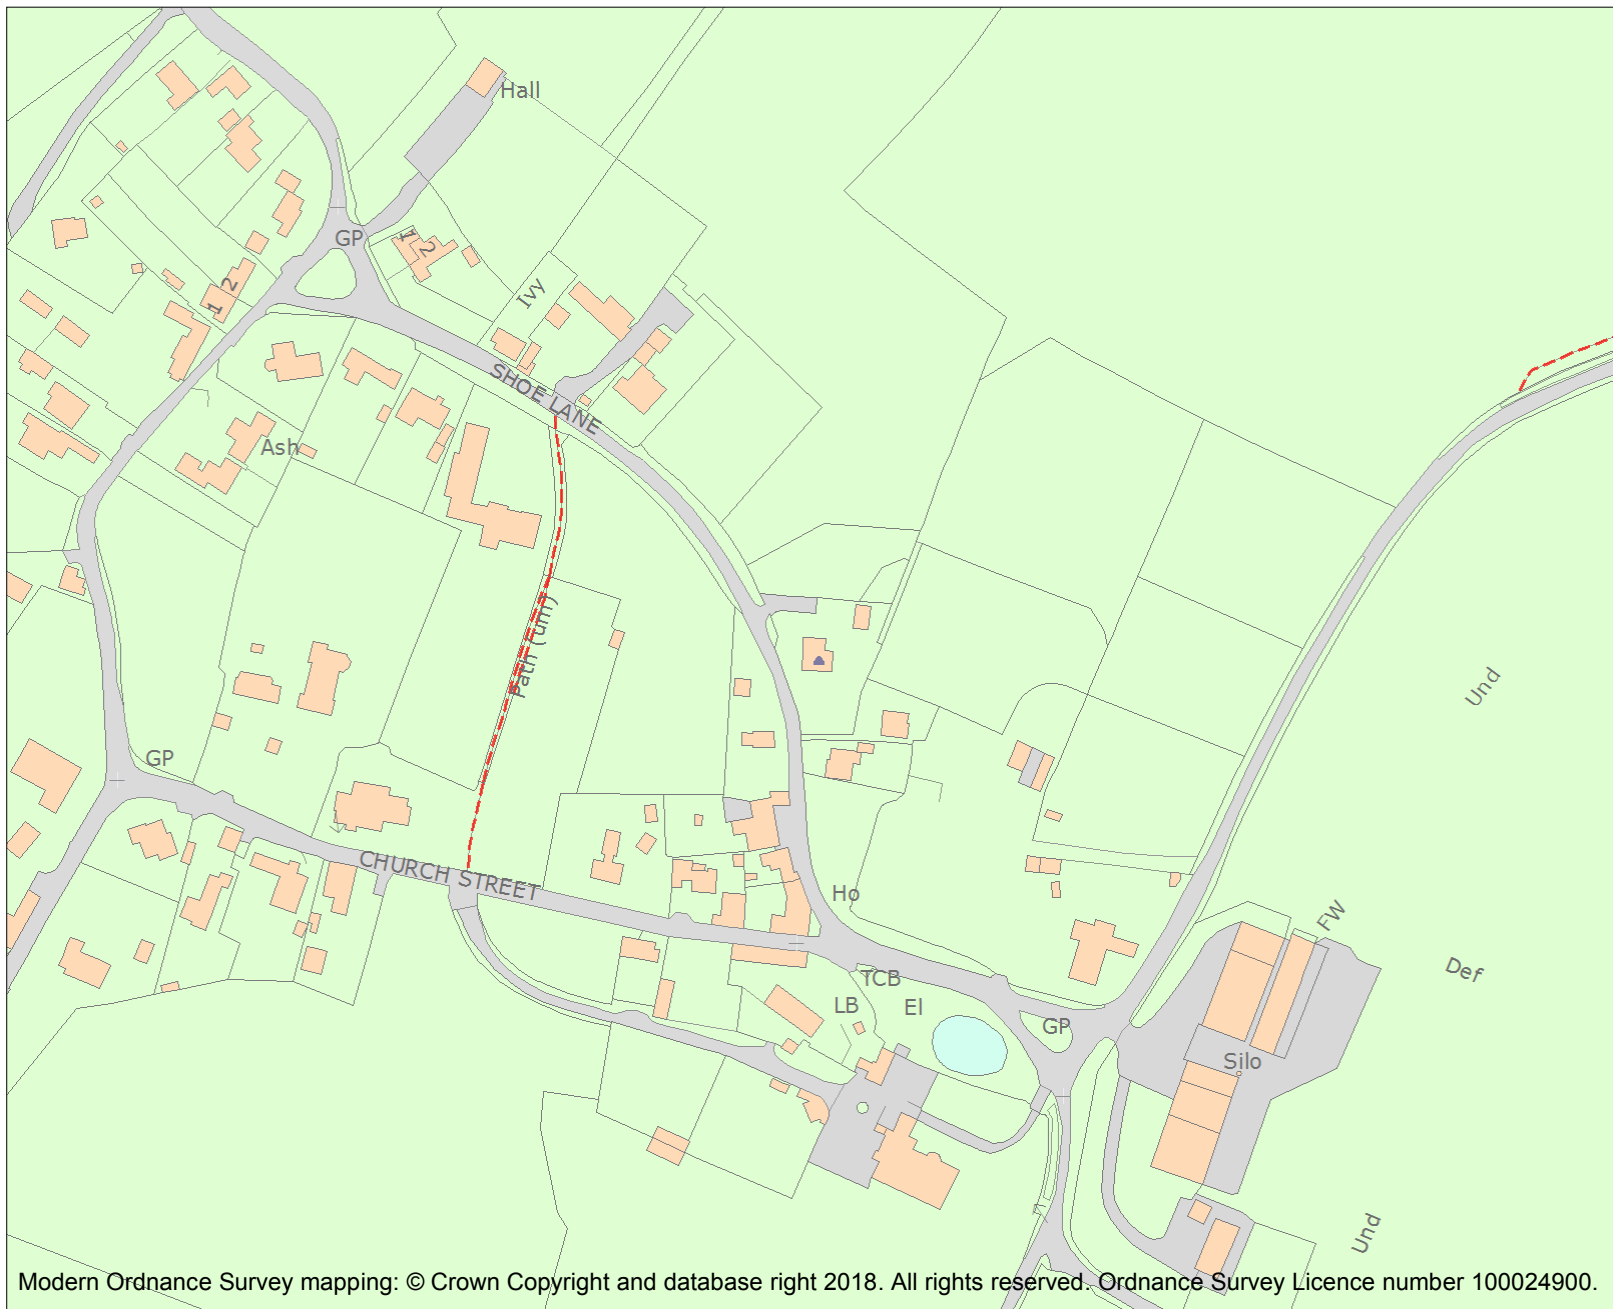 Hall
GP
1
2
Ivy
2
1
SHOE LANE
Ash
Path (um)
Und
GP
CHURCH STREET
Ho
FW
TCB
Def
LB
El
GP
Silo
Und
Modern Ordnance Survey mapping: © Crown Copyright and database right 2018. All rights reserved. Ordnance Survey Licence number 100024900.